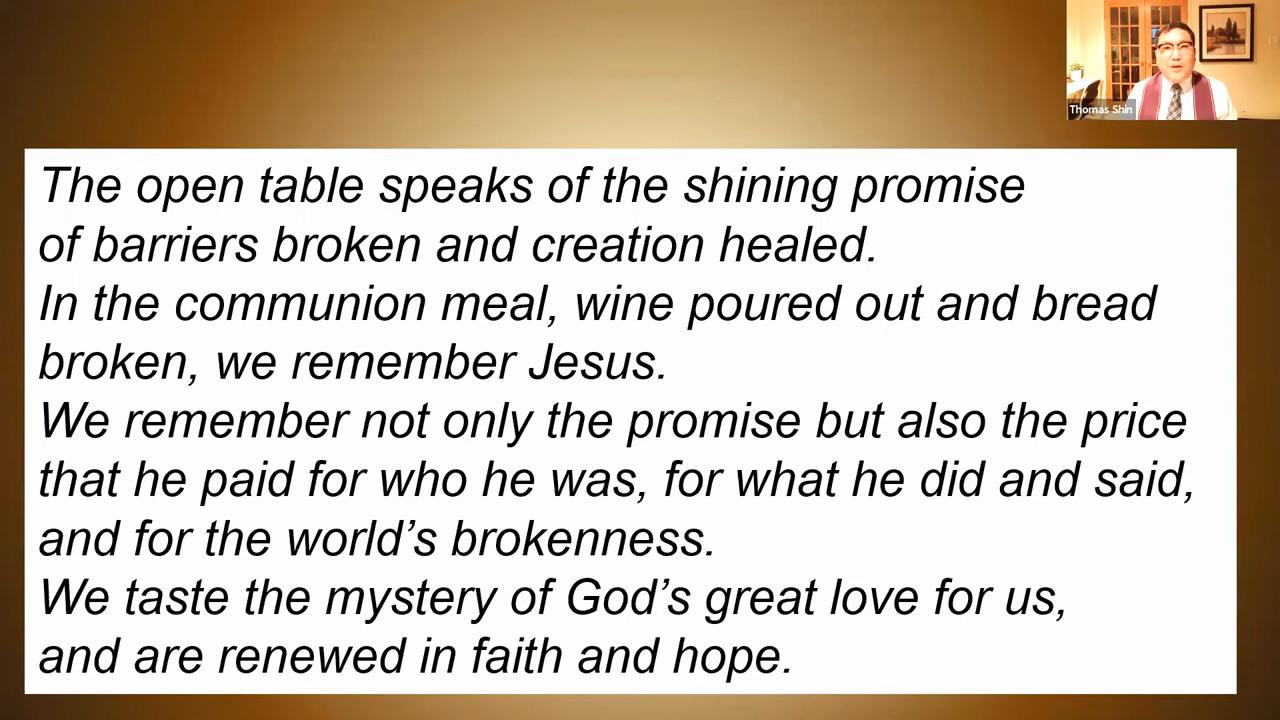 Thomas Shin
The open table speaks of the shining promise
of barriers broken and creation healed.
In the communion meal, wine poured out and bread
broken, we remember Jesus.
We remember not only the promise but also the price
that he paid for who he was, for what he did and said,
and for the world’s brokenness.
We taste the mystery of God’s great love for us,
and are renewed in faith and hope.